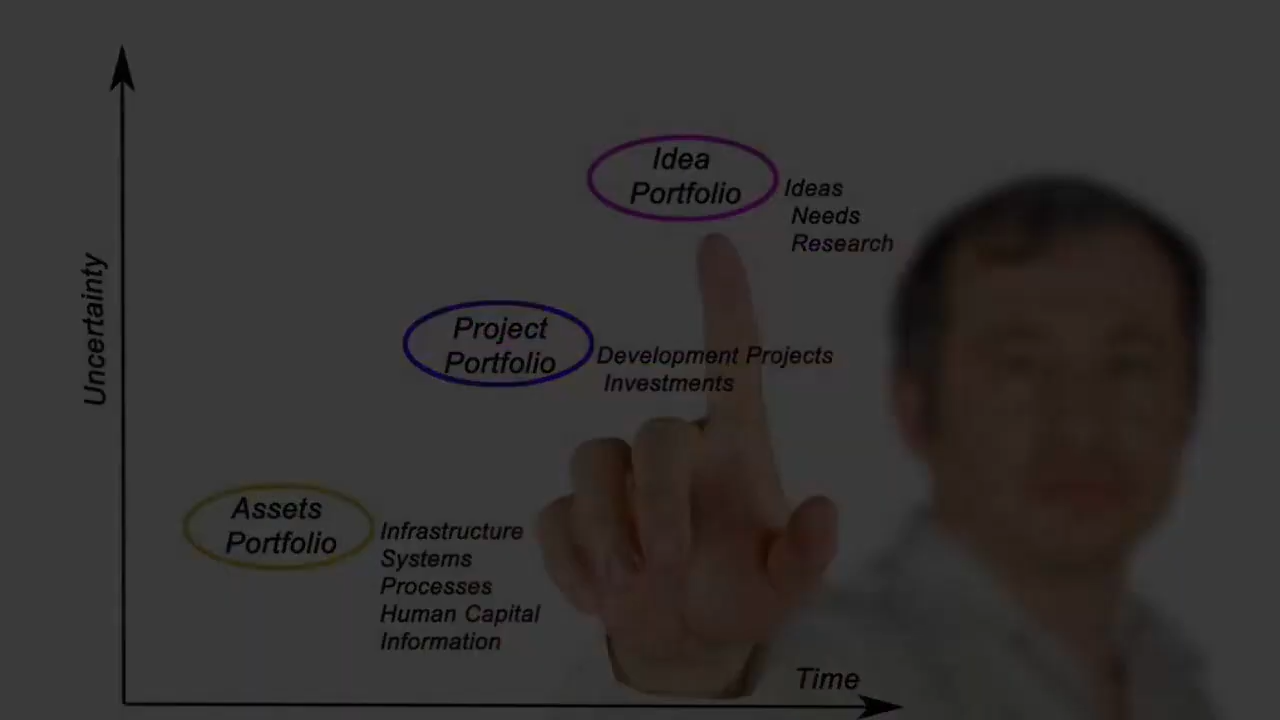 Idea
Portfolio
Ideas
Needs
Research
Project
Portfolio
Development Projects
Investments
Uncertainty
Assets
Portfolio
Infrastructure
Systems
Processes
Human Capital
Information
Time